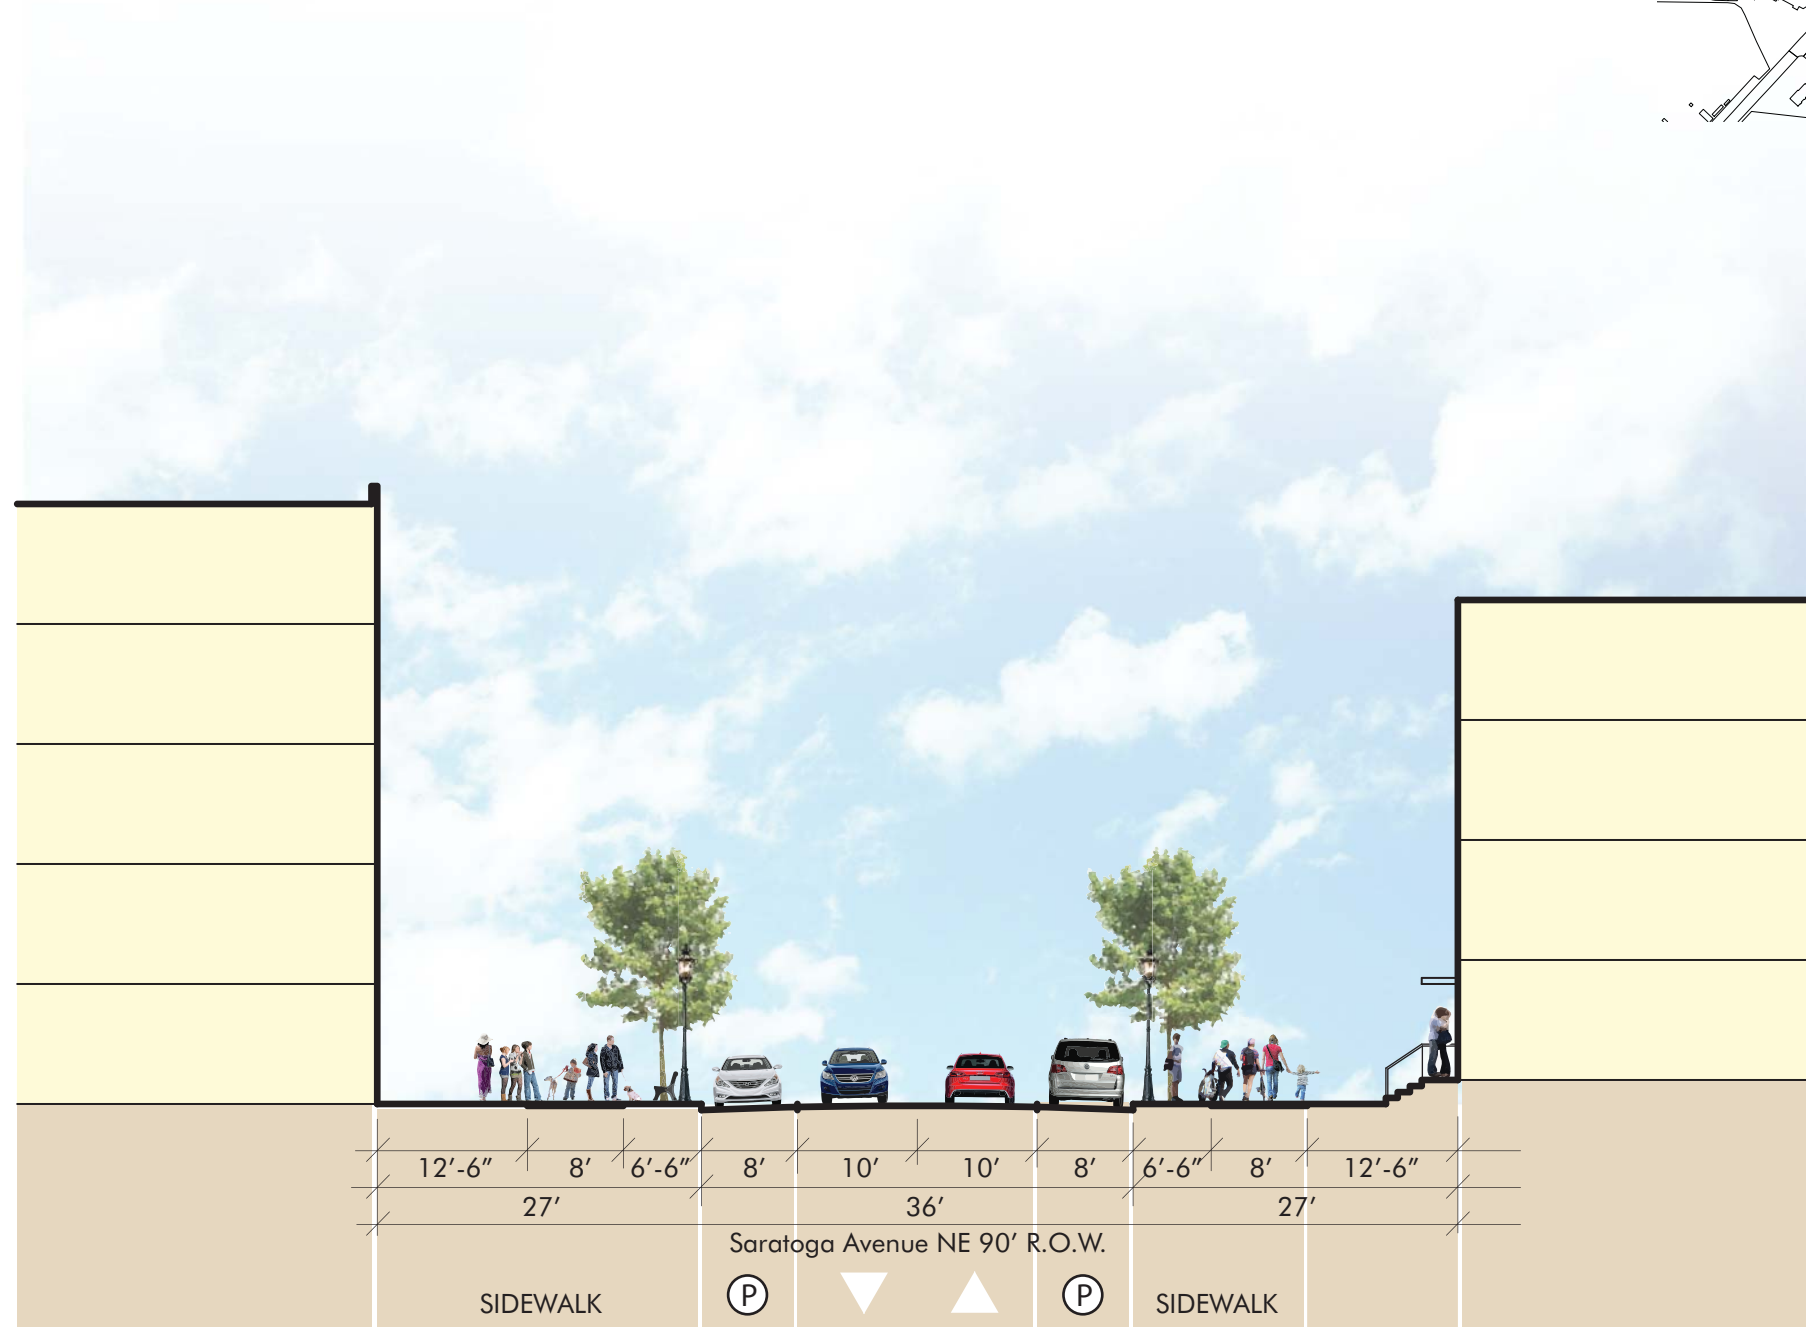 12'-6" 8' 6'-6" 8' 10' 10' 8' 6'-6" 8' 12'-6"
27' 36' 27'
Saratoga Avenue NE 90' R.O.W.
P P
SIDEWALK SIDEWALK